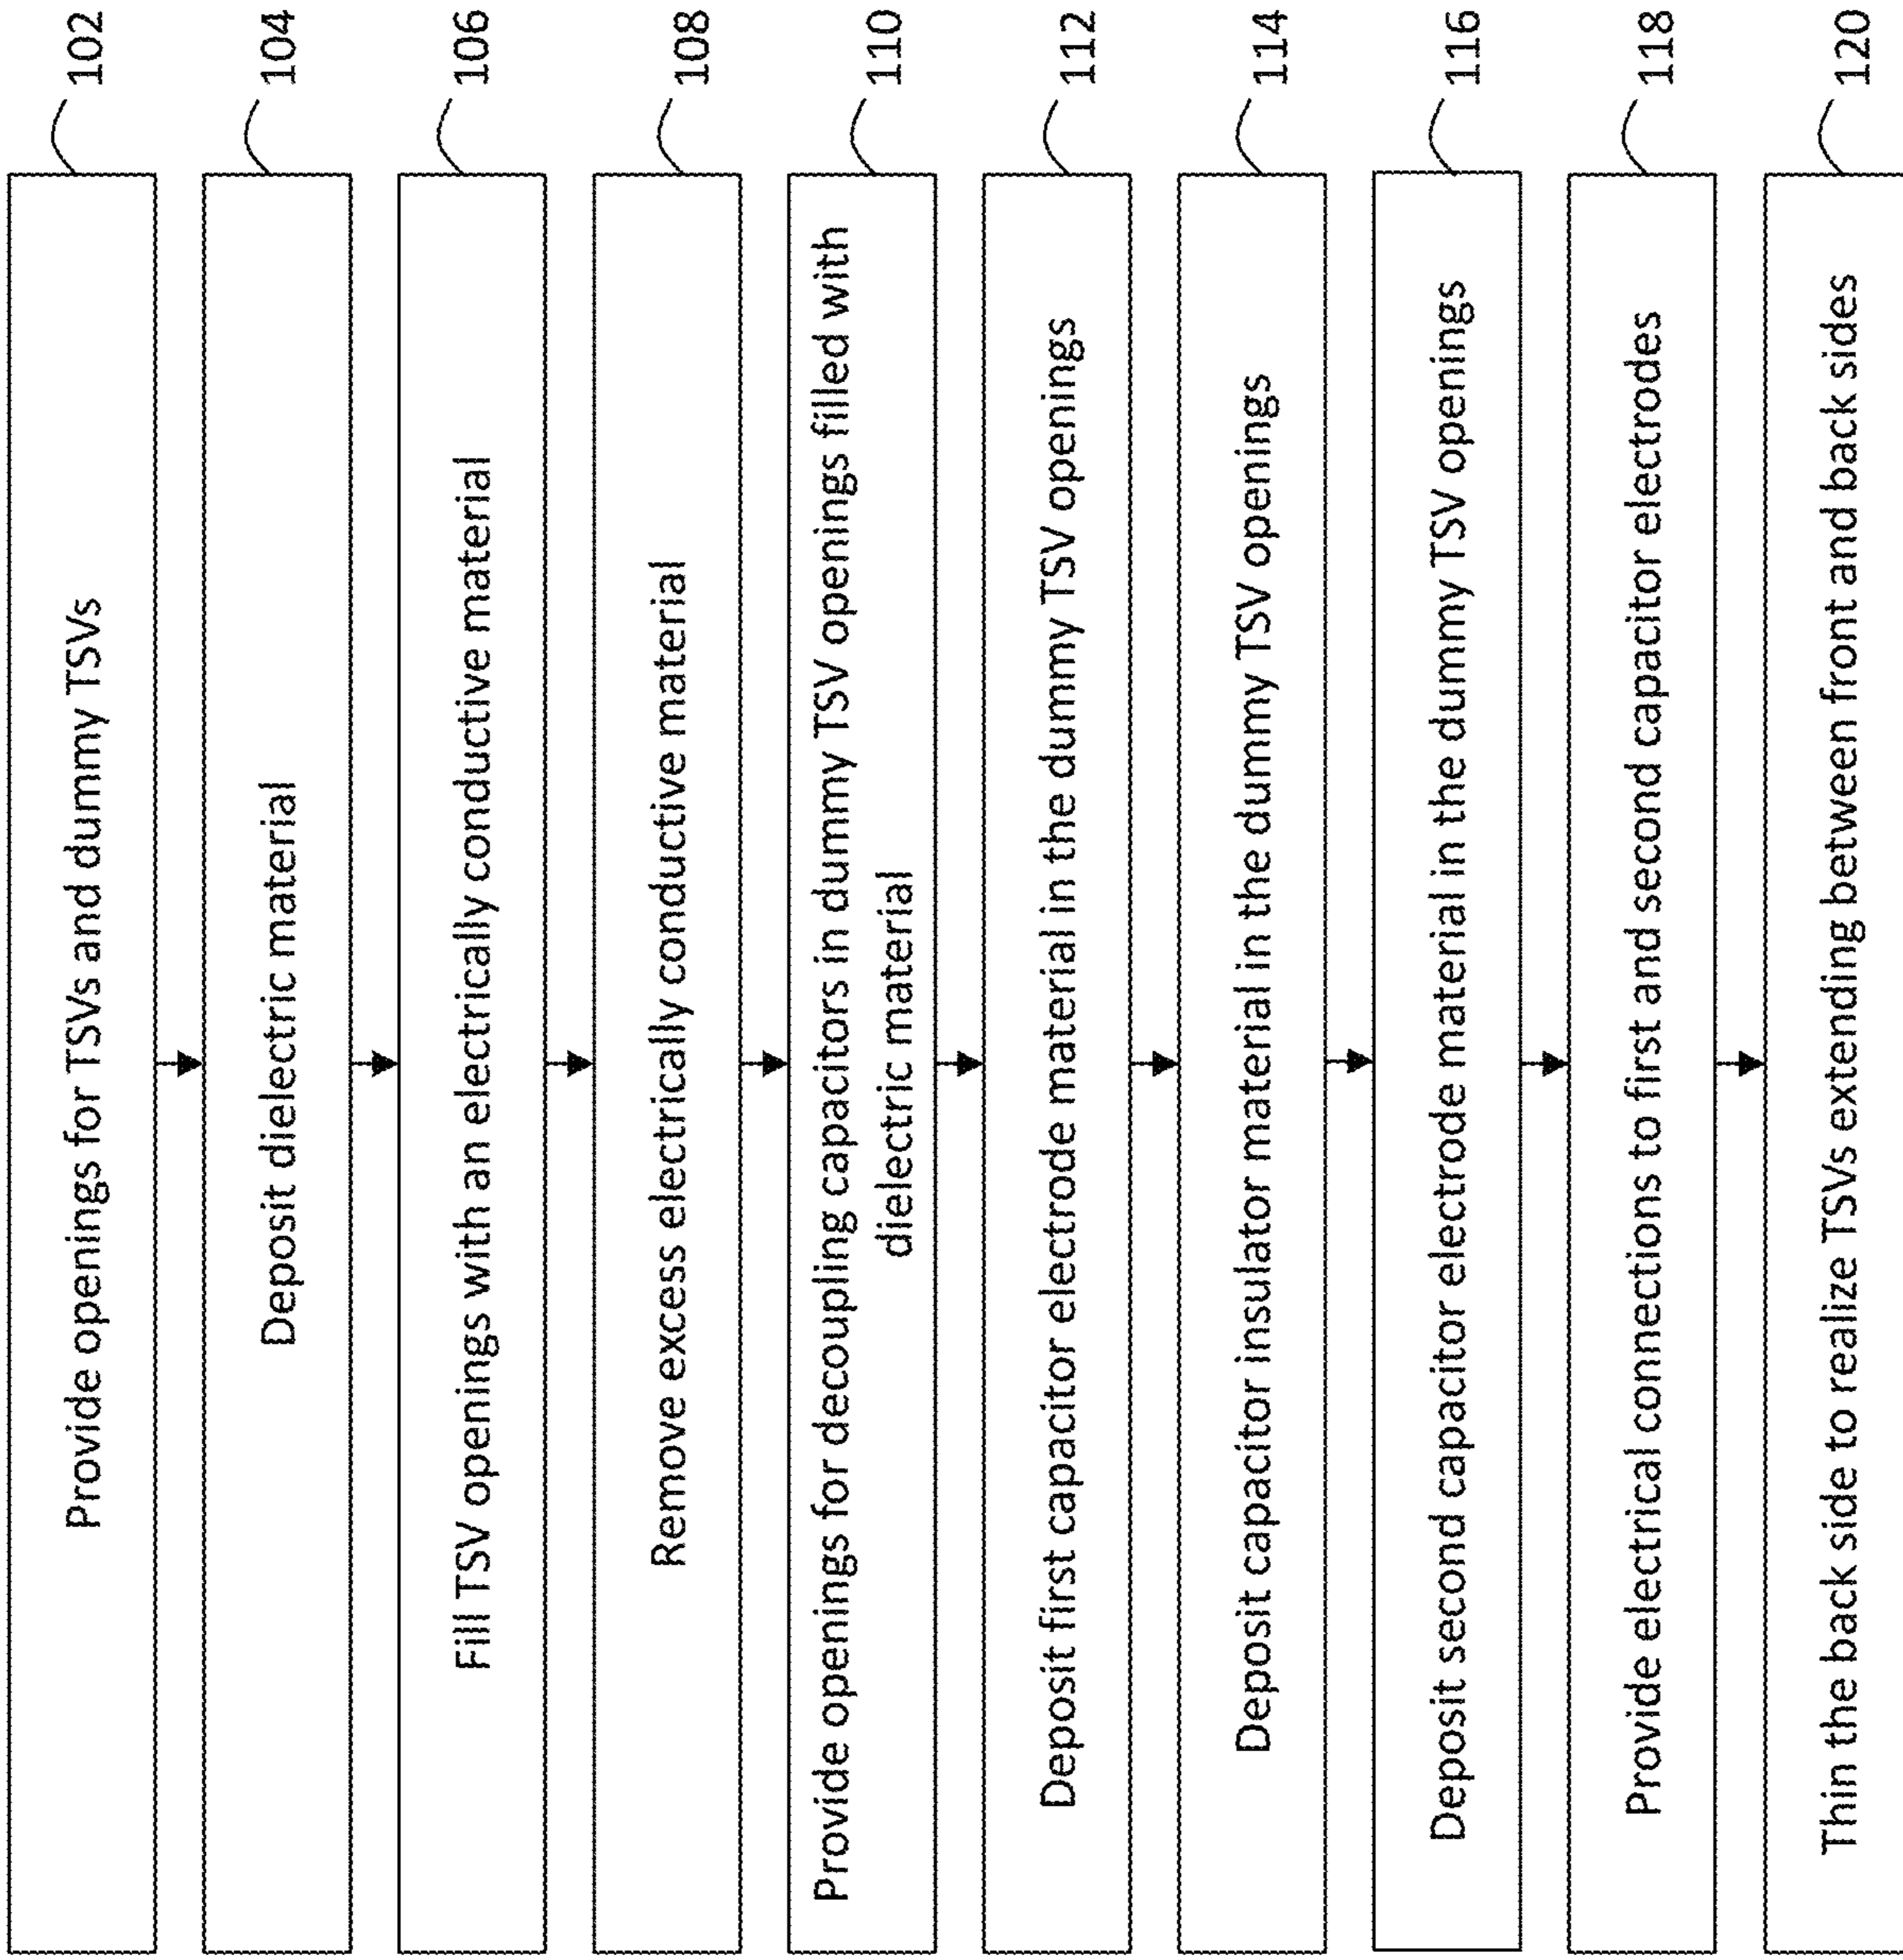 Provide openings for TSVs and dummy TSVs
102
Deposit dielectric material
104
Fill TSV openings with an electrically conductive material
106
Remove excess electrically conductive material
108
Provide openings for decoupling capacitors in dummy TSV openings filled with
dielectric material
110
Deposit first capacitor electrode material in the dummy TSV openings
112
Deposit capacitor insulator material in the dummy TSV openings
114
Deposit second capacitor electrode material in the dummy TSV openings
116
Provide electrical connections to first and second capacitor electrodes
118
Thin the back side to realize TSVs extending between front and back sides
120